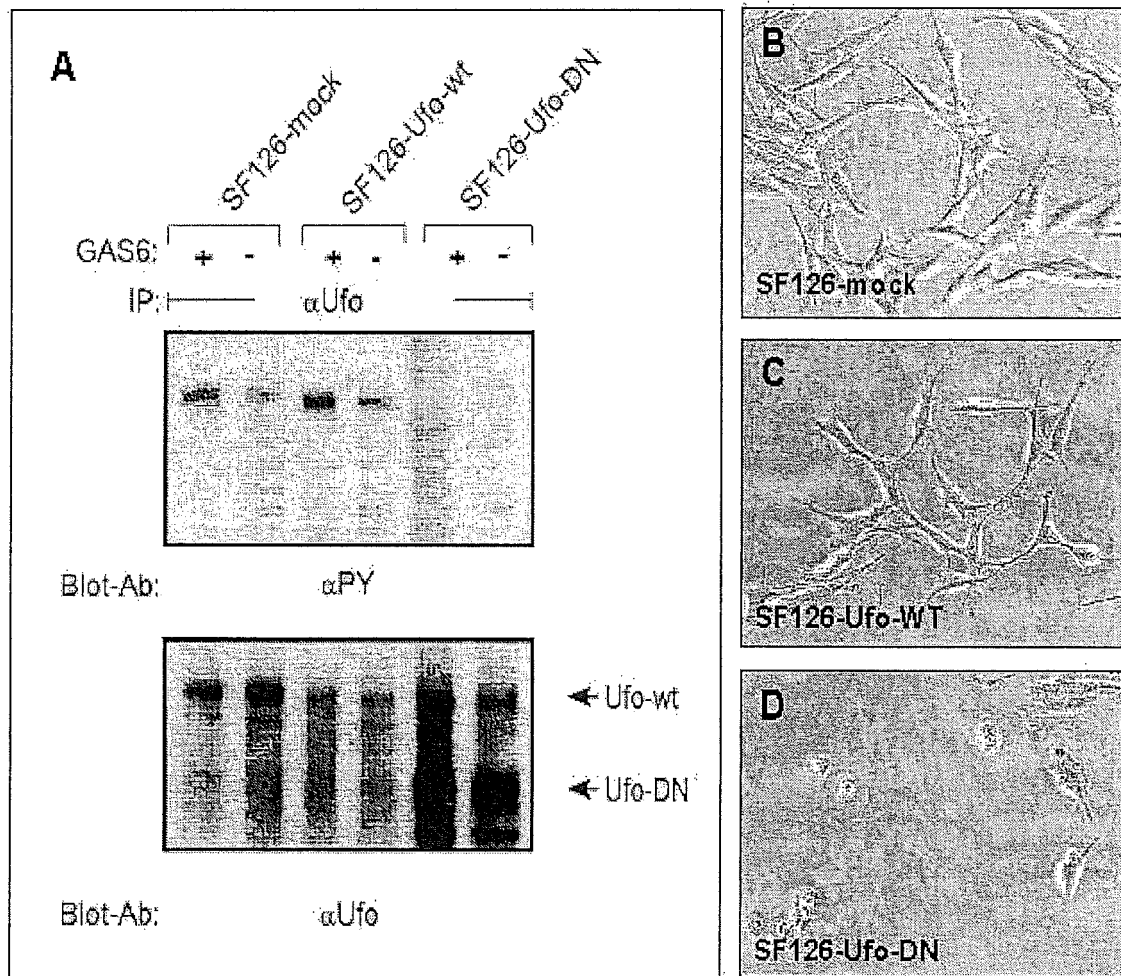 A
SF126-mock
SF126-Ufo-wt
SF126-Ufo-DN
GAS6: + - + - + -
IP: αUfo
Blot-Ab: αPY
Ufo-wt
Ufo-DN
Blot-Ab: αUfo
B
SF126-mock
C
SF126-Ufo-WT
D
SF126-Ufo-DN